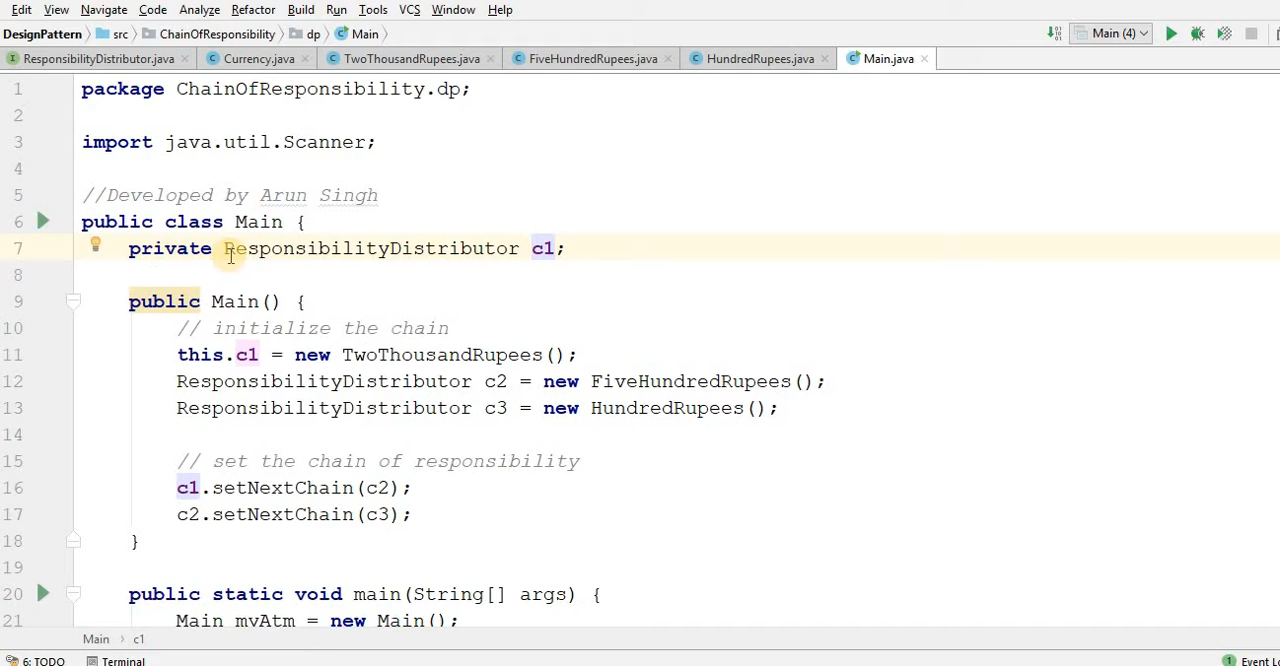 Edit View Navigate Code Analyze Refactor Build Run Tools VCS Window Help
DesignPattern src ChainOfResponsibility dp Main Main (4)
ResponsibilityDistributor.java Currency.java TwoThousandRupees.java FiveHundredRupees.java HundredRupees.java Main.java
1 package ChainOfResponsibility.dp;
2
3 import java.util.Scanner;
4
5 //Developed by Arun Singh
6 public class Main {
7 private ResponsibilityDistributor c1;
8
9 public Main() {
10 // initialize the chain
11 this.c1 = new TwoThousandRupees();
12 ResponsibilityDistributor c2 = new FiveHundredRupees();
13 ResponsibilityDistributor c3 = new HundredRupees();
14
15 // set the chain of responsibility
16 c1.setNextChain(c2);
17 c2.setNextChain(c3);
18 }
19
20 public static void main(String[] args) {
21 Main myAtm = new Main();
Main c1
6: TODO Terminal 1 Event Lo